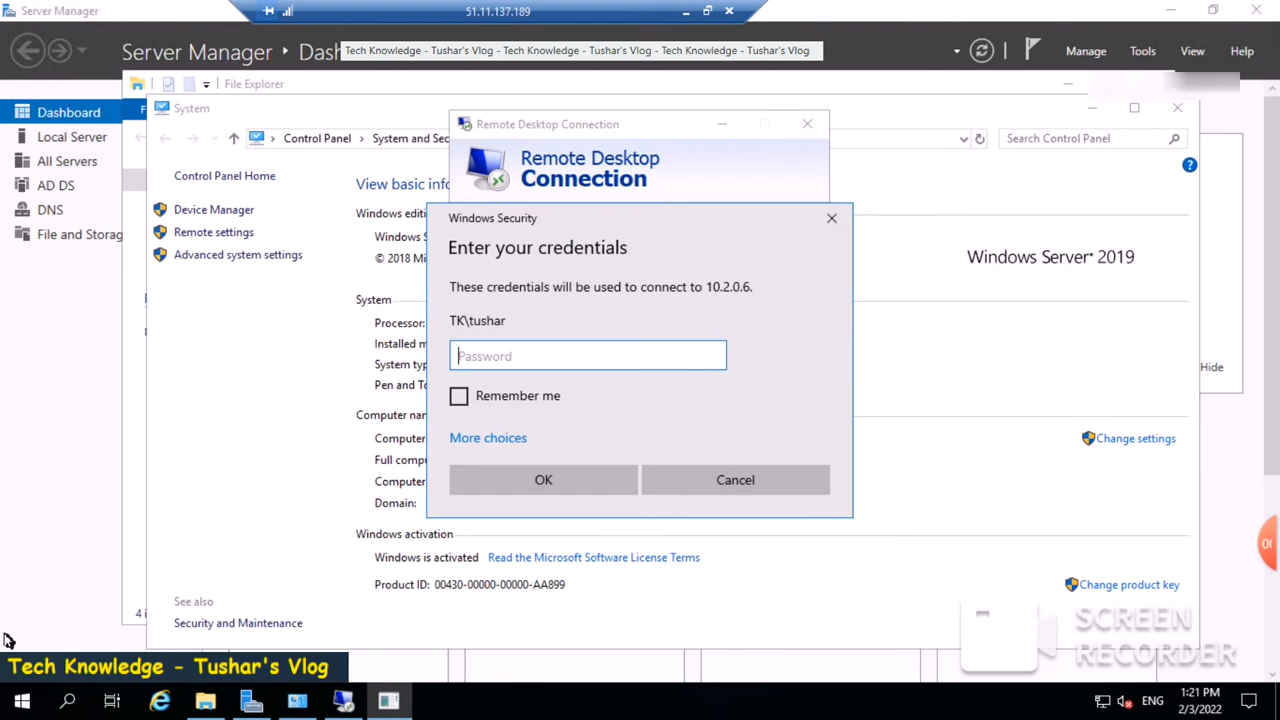 Server Manager
51.11.137.189
Server Manager
Dash
Tech Knowledge - Tushar's Vlog - Tech Knowledge - Tushar's Vlog - Tech Knowledge - Tushar's Vlog
Manage
Tools
View
Help
File Explorer
Dashboard
Local Server
All Servers
AD DS
DNS
File and Storag
F
System
Control Panel
System and Sec
Search Control Panel
Control Panel Home
Device Manager
Remote settings
Advanced system settings
View basic info
Windows editi
Windows S
© 2018 Mi
Windows Server® 2019
System
Processor:
Installed m
System typ
Pen and To
Computer nam
Computer
Full compu
Computer
Domain:
Change settings
Windows activation
Windows is activated Read the Microsoft Software License Terms
Product ID: 00430-00000-00000-AA899
Change product key
See also
Security and Maintenance
Hide
4 i
Remote Desktop Connection
Remote Desktop
Connection
Windows Security
Enter your credentials
These credentials will be used to connect to 10.2.0.6.
TK\tushar
Password
Remember me
More choices
OK
Cancel
SCREEN
RECORDER
Tech Knowledge - Tushar's Vlog
ENG
1:21 PM
2/3/2022